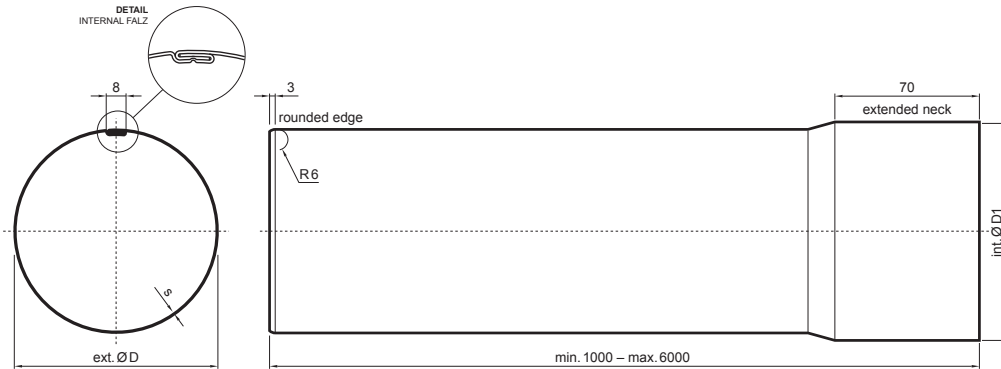 DETAIL
INTERNAL FALZ
8
3
rounded edge
R6
70
extended neck
s
int. Ø D1
ext. Ø D
min. 1000 – max. 6000